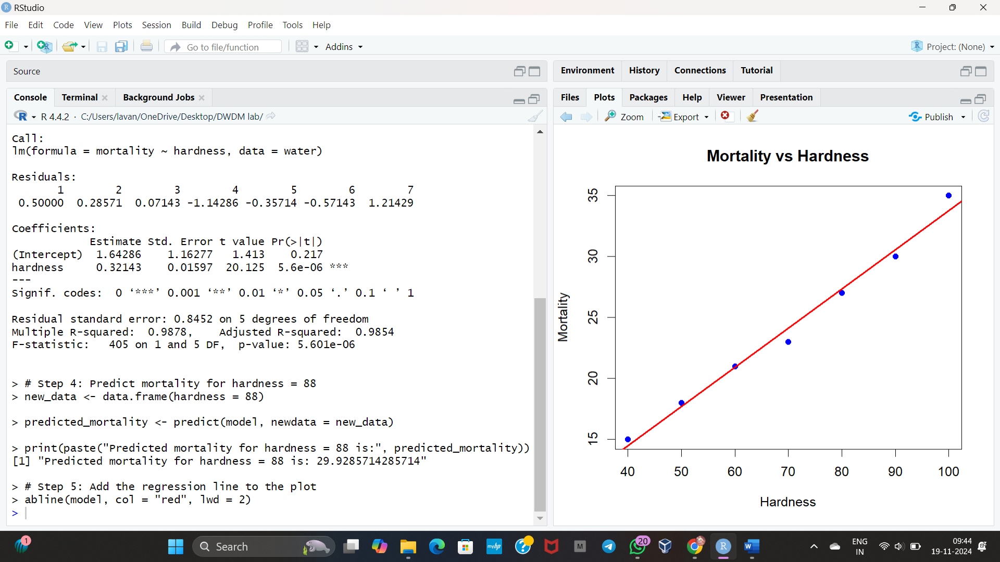 RStudio
File Edit Code View Plots Session Build Debug Profile Tools Help
Go to file/function
Addins
Project: (None)
Source
Console Terminal Background Jobs
R 4.4.2 · C:/Users/lavan/OneDrive/Desktop/DWDM lab/
Call:
lm(formula = mortality ~ hardness, data = water)
Residuals:
1 2 3 4 5 6 7
0.50000 0.28571 0.07143 -1.14286 -0.35714 -0.57143 1.21429
Coefficients:
Estimate Std. Error t value Pr(>|t|)
(Intercept) 1.64286 1.16277 1.413 0.217
hardness 0.32143 0.01597 20.125 5.6e-06 ***
---
Signif. codes: 0 ‘***’ 0.001 ‘**’ 0.01 ‘*’ 0.05 ‘.’ 0.1 ‘ ’ 1
Residual standard error: 0.8452 on 5 degrees of freedom
Multiple R-squared: 0.9878, Adjusted R-squared: 0.9854
F-statistic: 405 on 1 and 5 DF, p-value: 5.601e-06
> # Step 4: Predict mortality for hardness = 88
> new_data <- data.frame(hardness = 88)
> predicted_mortality <- predict(model, newdata = new_data)
> print(paste("Predicted mortality for hardness = 88 is:", predicted_mortality))
[1] "Predicted mortality for hardness = 88 is: 29.9285714285714"
> # Step 5: Add the regression line to the plot
> abline(model, col = "red", lwd = 2)
>
Environment History Connections Tutorial
Files Plots Packages Help Viewer Presentation
Zoom Export Publish
Mortality vs Hardness
35
30
25
20
15
Mortality
40 50 60 70 80 90 100
Hardness
1
Search
myhp
M
20
R
W
ENG
IN
09:44
19-11-2024